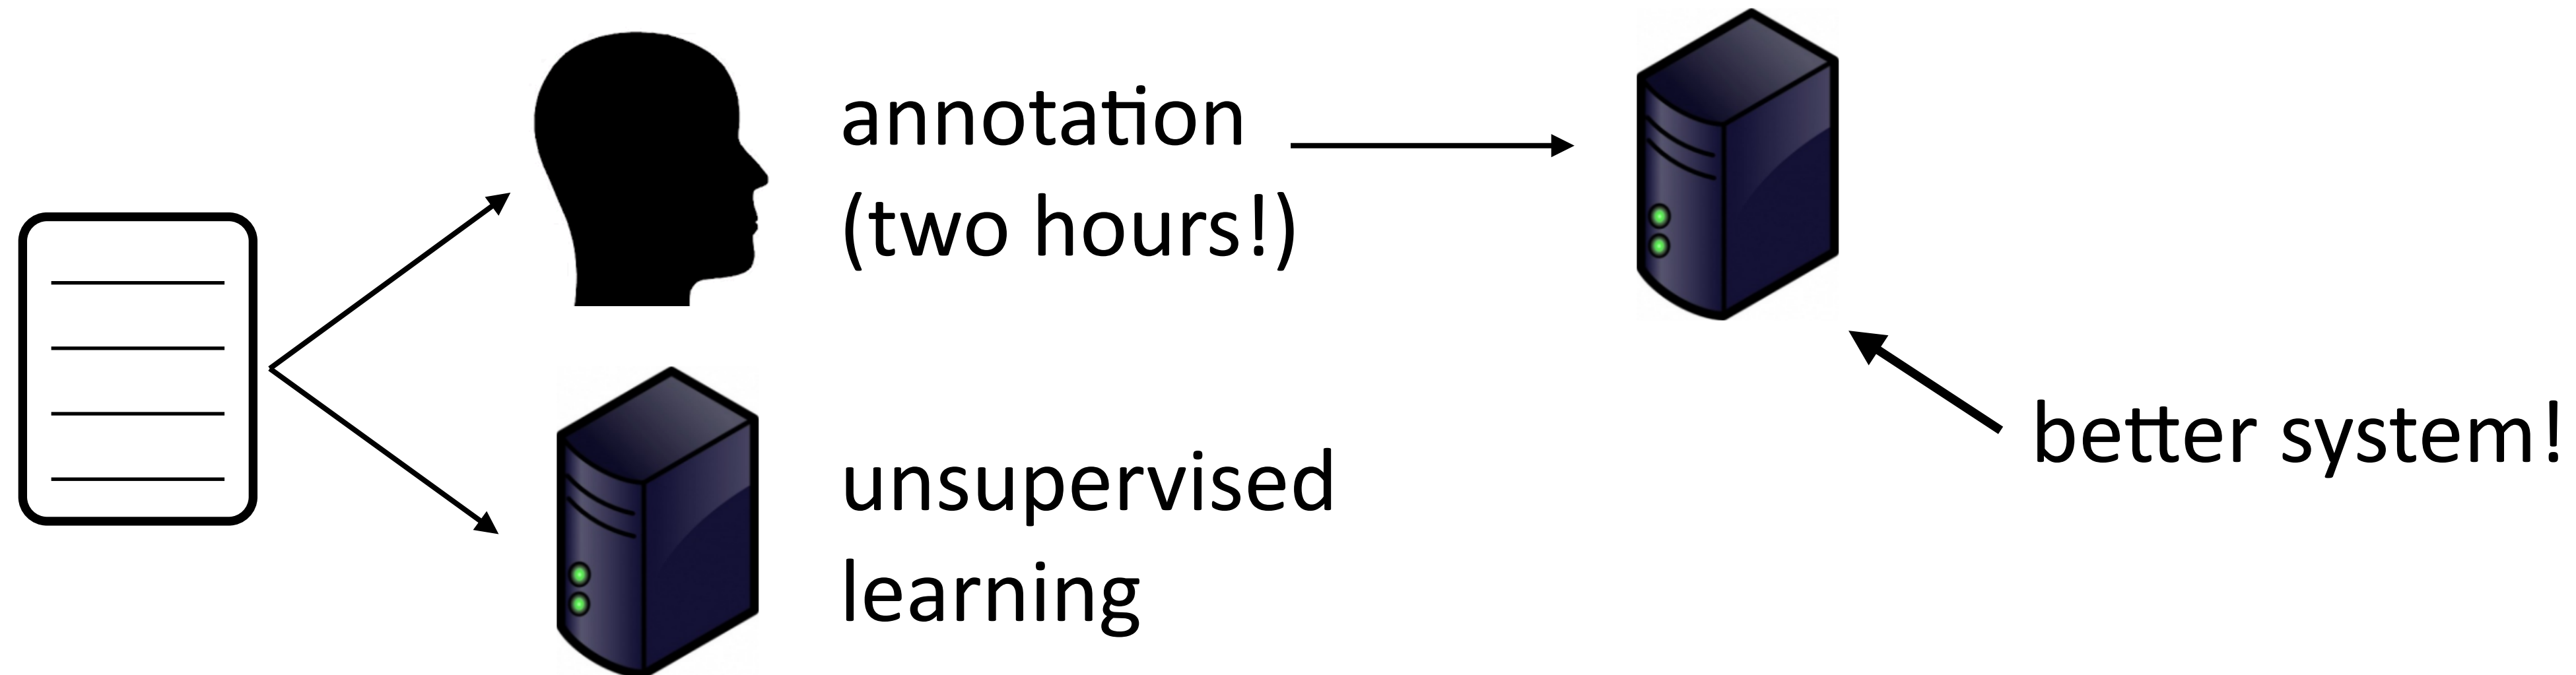 annotation
(two hours!)
unsupervised
learning
better system!